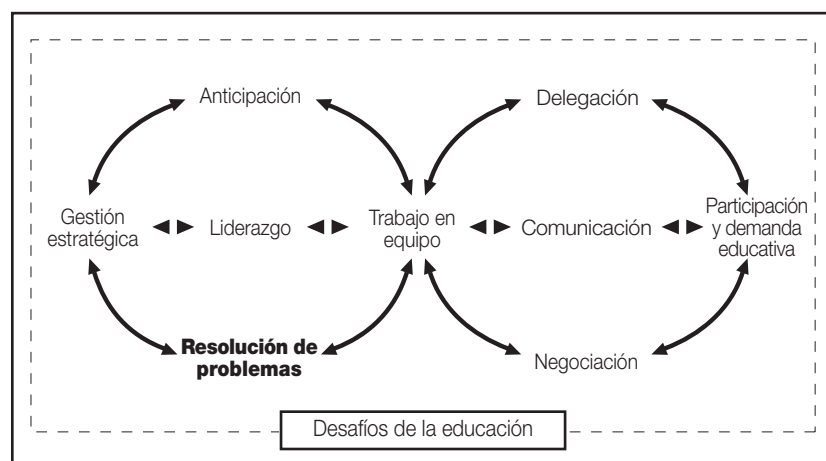 Anticipación
Delegación
Gestión
estratégica
Liderazgo
Trabajo en
equipo
Comunicación
Participación
y demanda
educativa
Resolución de
problemas
Negociación
Desafíos de la educación